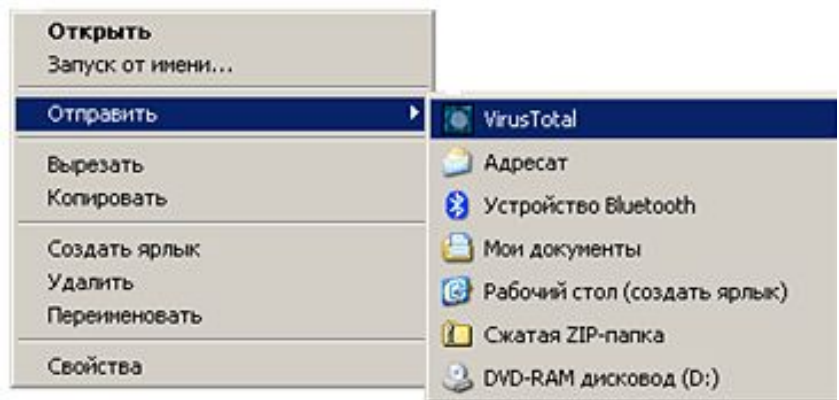 Открыть
Запуск от имени...
Отправить
Вырезать
Копировать
Создать ярлык
Удалить
Переименовать
Свойства
VirusTotal
Адресат
Устройство Bluetooth
Мои документы
Рабочий стол (создать ярлык)
Сжатая ZIP-папка
DVD-RAM дисковод (D:)